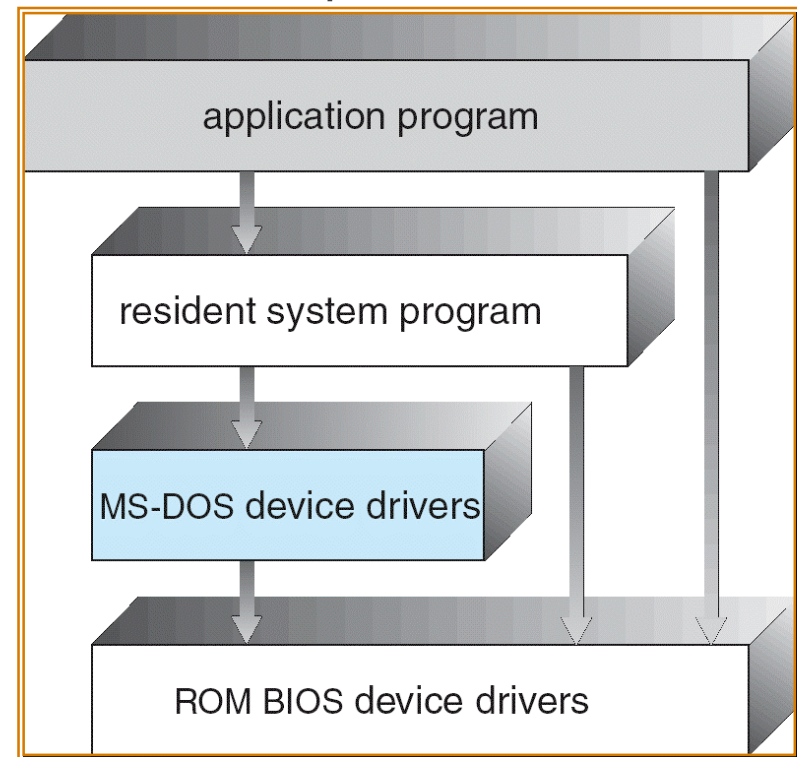 application program
resident system program
MS-DOS device drivers
ROM BIOS device drivers